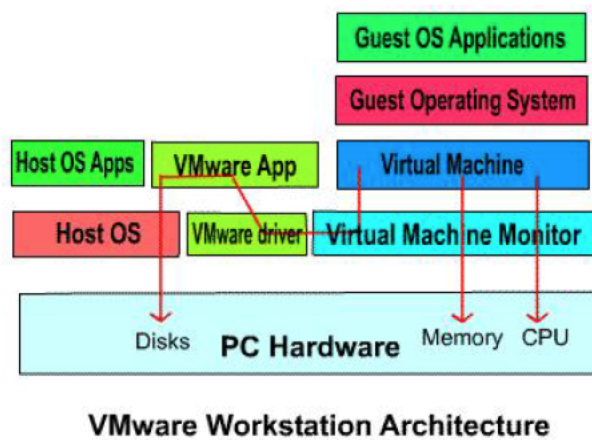 Guest OS Applications
Guest Operating System
Host OS Apps
VMware App
Virtual Machine
Host OS
VMware driver
Virtual Machine Monitor
Disks
PC Hardware
Memory
CPU
VMware Workstation Architecture